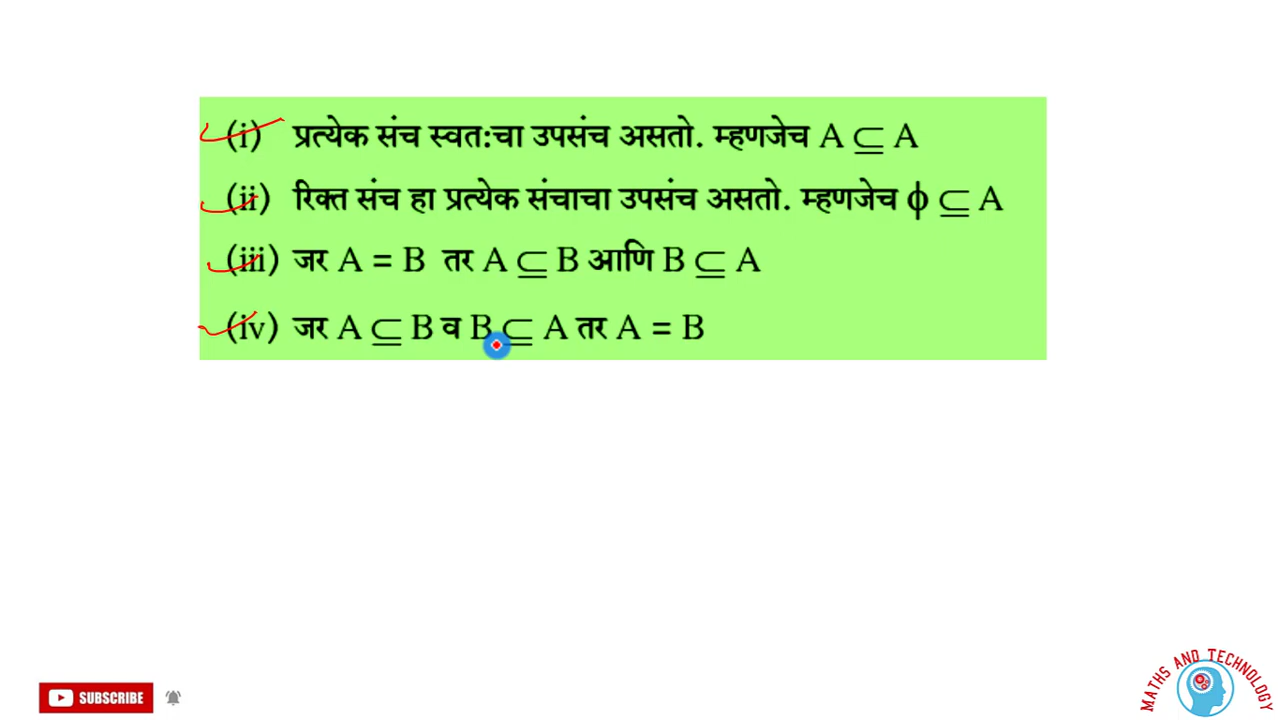 (i) प्रत्येक संच स्वत:चा उपसंच असतो. म्हणजेच A ⊆ A
(ii) रिक्त संच हा प्रत्येक संचाचा उपसंच असतो. म्हणजेच ϕ ⊆ A
(iii) जर A = B तर A ⊆ B आणि B ⊆ A
(iv) जर A ⊆ B व B ⊆ A तर A = B
SUBSCRIBE
MATHS AND TECHNOLOGY